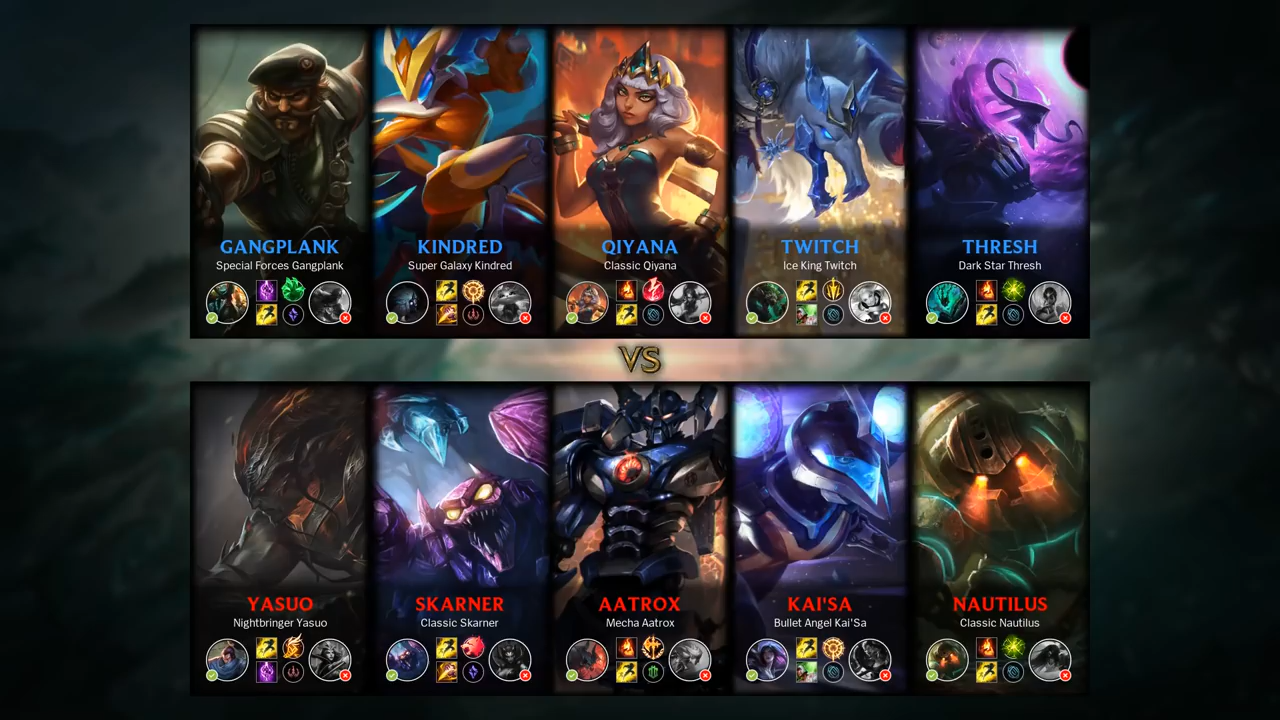 GANGPLANK
Special Forces Gangplank
KINDRED
Super Galaxy Kindred
QIYANA
Classic Qiyana
TWITCH
Ice King Twitch
THRESH
Dark Star Thresh
VS
YASUO
Nightbringer Yasuo
SKARNER
Classic Skarner
AATROX
Mecha Aatrox
KAI'SA
Bullet Angel Kai'Sa
NAUTILUS
Classic Nautilus